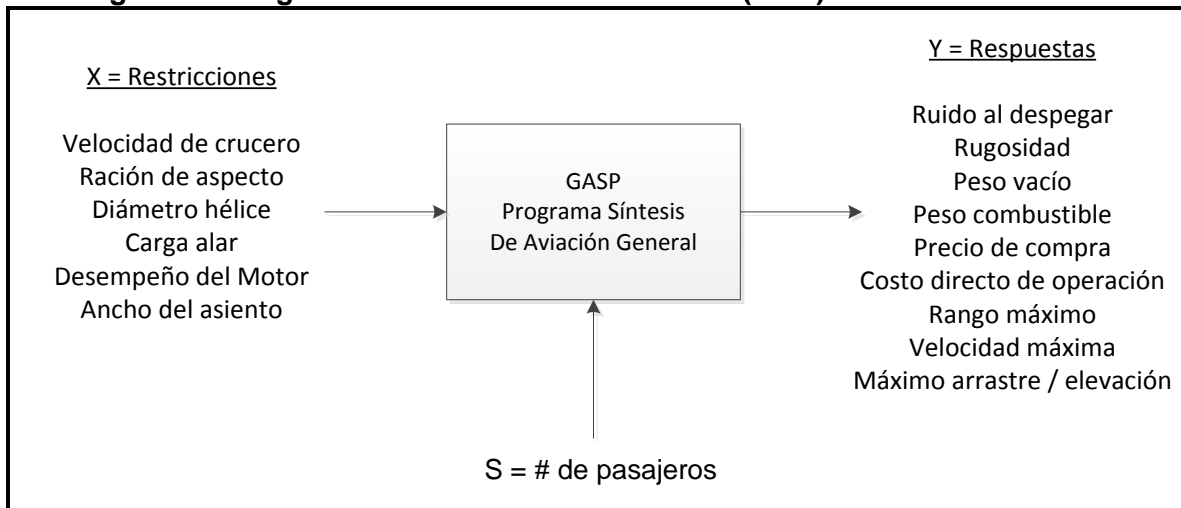 X = Restricciones
Velocidad de crucero
Ración de aspecto
Diámetro hélice
Carga alar
Desempeño del Motor
Ancho del asiento
GASP
Programa Síntesis
De Aviación General
S = # de pasajeros
Y = Respuestas
Ruido al despegar
Rugosidad
Peso vacío
Peso combustible
Precio de compra
Costo directo de operación
Rango máximo
Velocidad máxima
Máximo arrastre / elevación